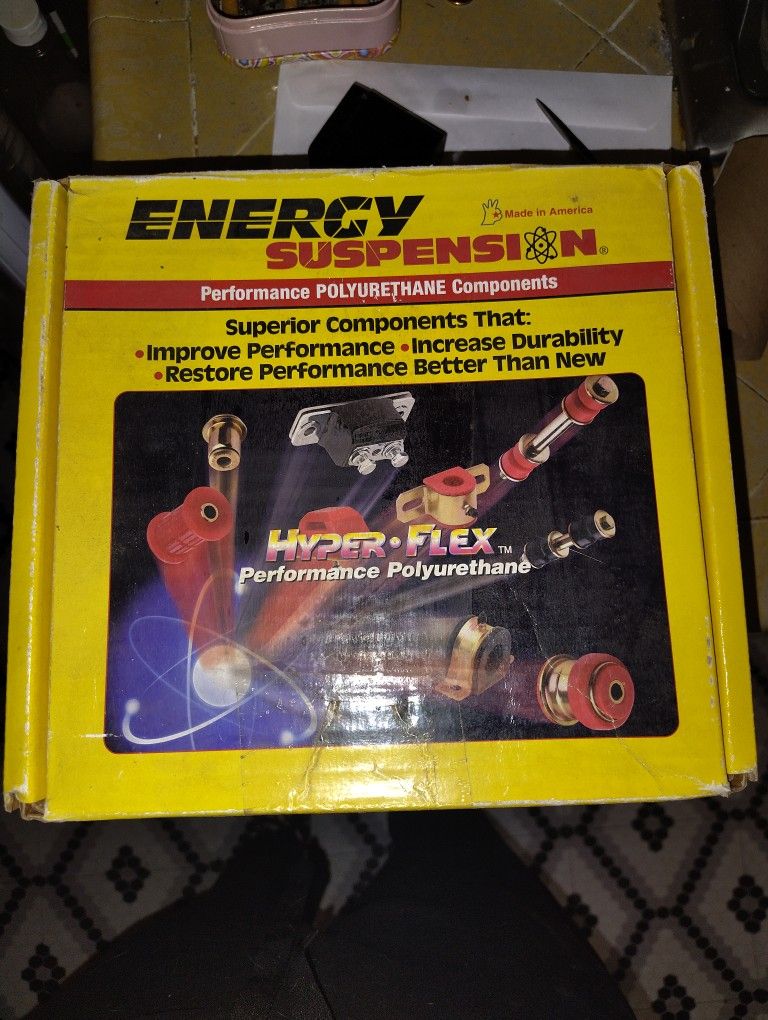 ENERGY
Made in America
SUSPENSION®
Performance POLYURETHANE Components
Superior Components That:
•Improve Performance •Increase Durability
•Restore Performance Better Than New
HYPER•FLEX™
Performance Polyurethane